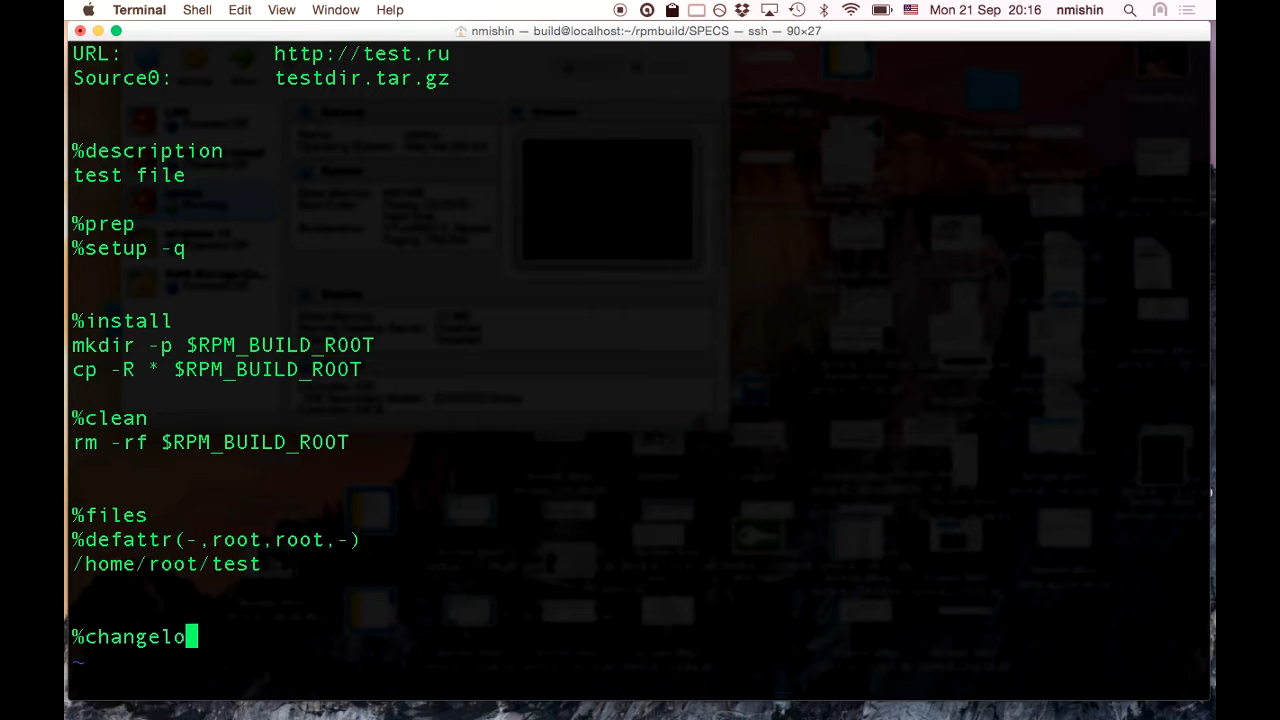 Terminal Shell Edit View Window Help Mon 21 Sep 20:16 nmishin
nmishin — build@localhost:~/rpmbuild/SPECS — ssh — 90×27
URL: http://test.ru
Source0: testdir.tar.gz
%description
test file
%prep
%setup -q
%install
mkdir -p $RPM_BUILD_ROOT
cp -R * $RPM_BUILD_ROOT
%clean
rm -rf $RPM_BUILD_ROOT
%files
%defattr(-,root,root,-)
/home/root/test
%changelo
~